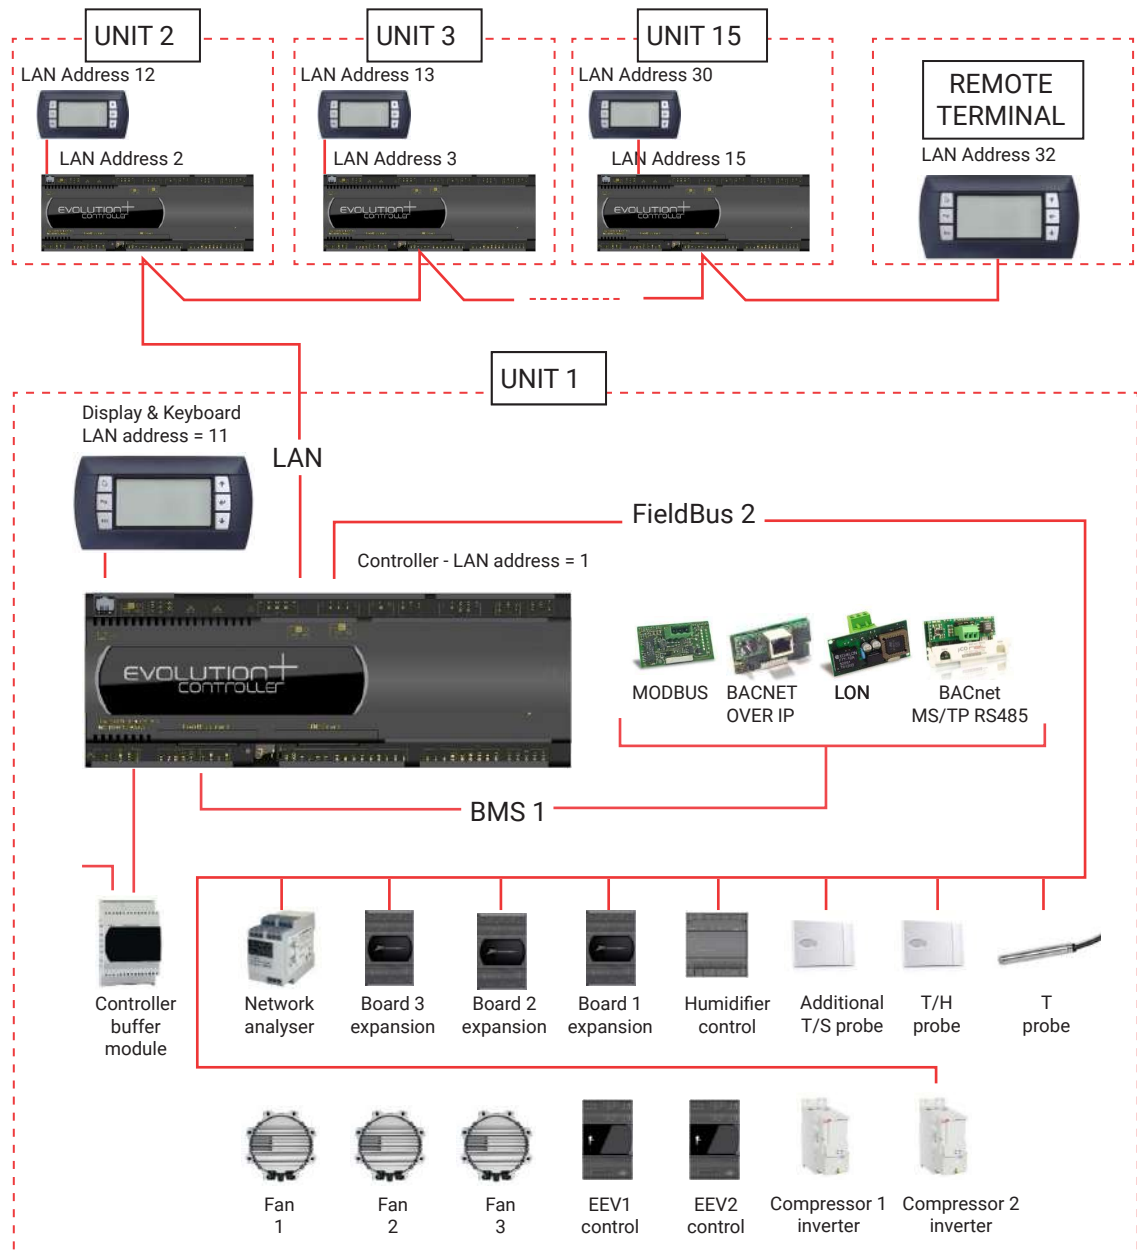 UNIT 2
UNIT 3
UNIT 15
LAN Address 12
LAN Address 13
LAN Address 30
REMOTE
TERMINAL
LAN Address 2
LAN Address 3
LAN Address 15
LAN Address 32
EVOLUTION+
CONTROLLER
EVOLUTION+
CONTROLLER
EVOLUTION+
CONTROLLER
UNIT 1
Display & Keyboard
LAN address = 11
LAN
FieldBus 2
Controller - LAN address = 1
EVOLUTION+
CONTROLLER
MODBUS
BACNET
OVER IP
LON
BACnet
MS/TP RS485
BMS 1
Controller
buffer
module
Network
analyser
Board 3
expansion
Board 2
expansion
Board 1
expansion
Humidifier
control
Additional
T/S probe
T/H
probe
T
probe
Fan
1
Fan
2
Fan
3
EEV1
control
EEV2
control
Compressor 1
inverter
Compressor 2
inverter